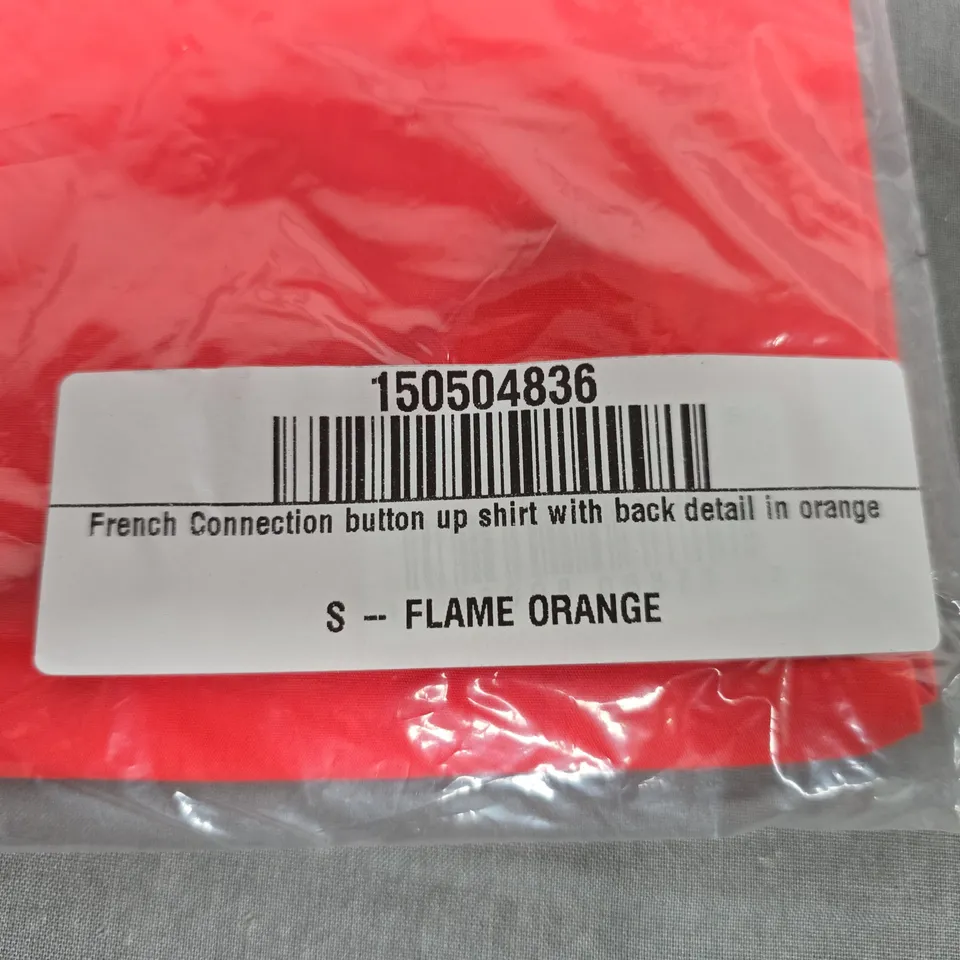 150504836
French Connection button up shirt with back detail in orange
S -- FLAME ORANGE